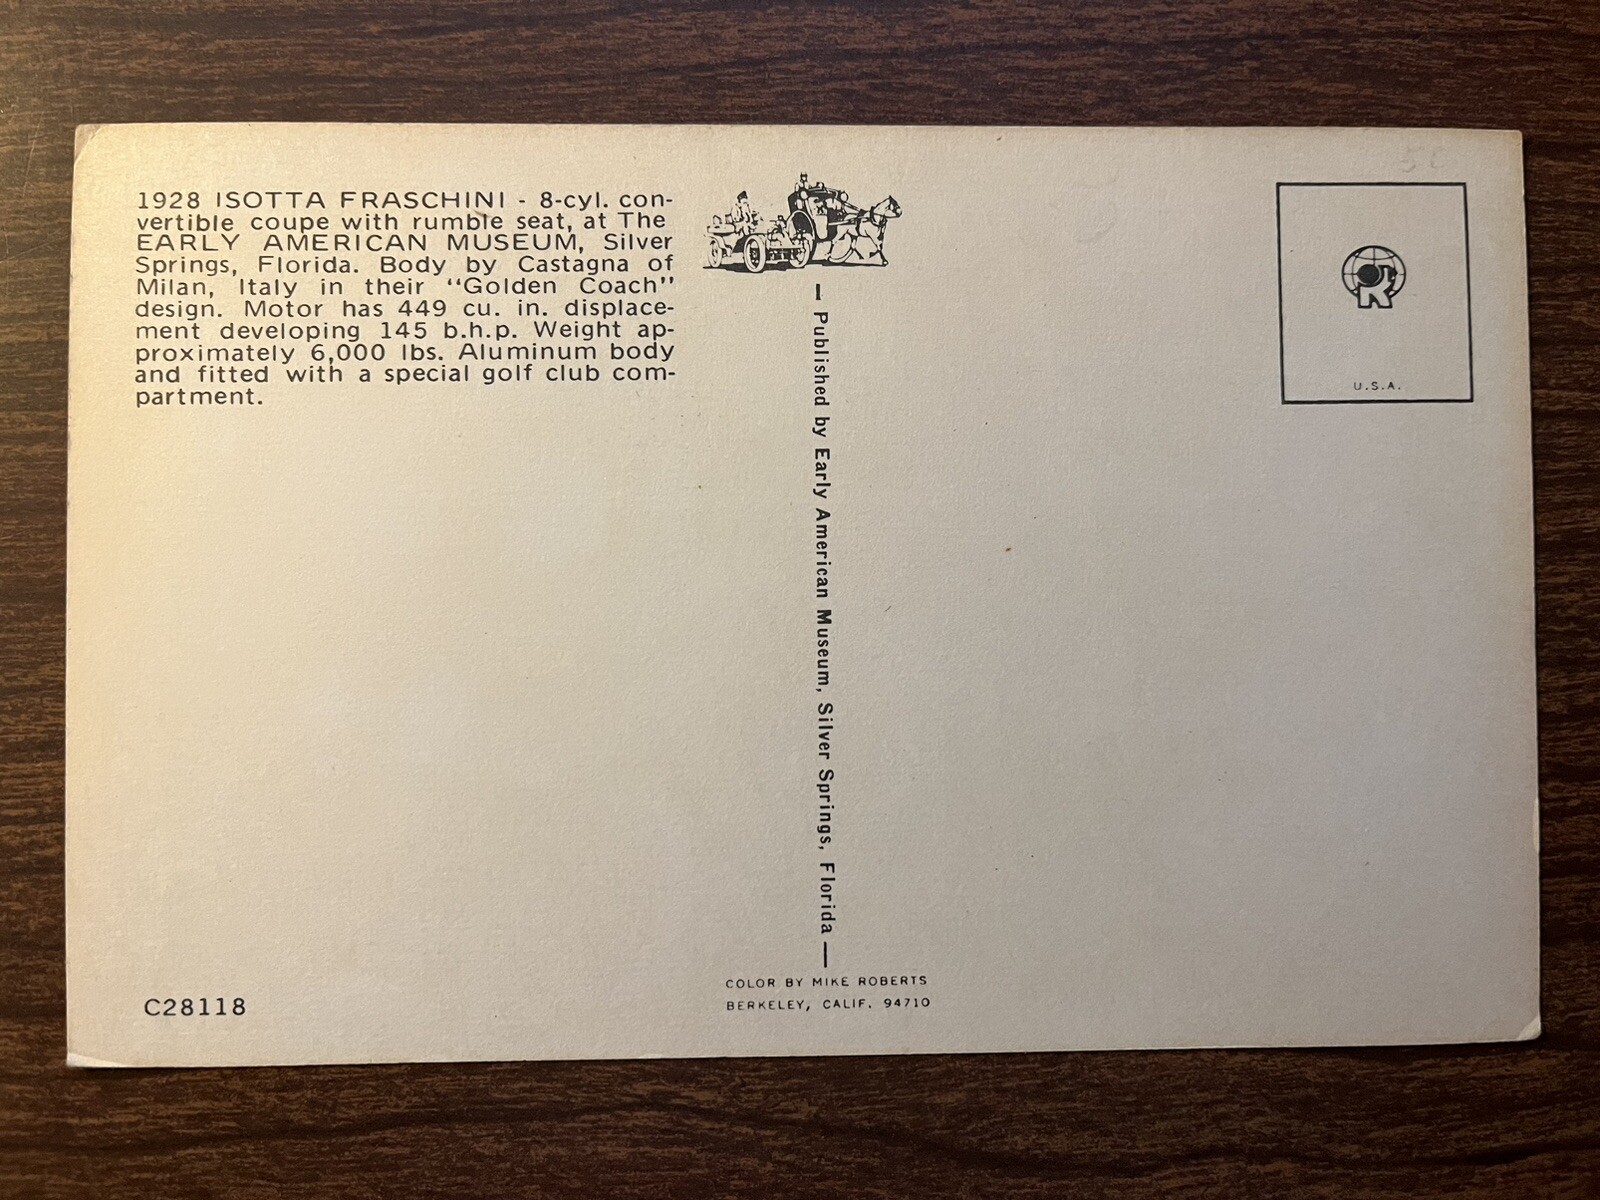 1928 ISOTTA FRASCHINI - 8-cyl. con-
vertible coupe with rumble seat, at The
EARLY AMERICAN MUSEUM, Silver
Springs, Florida. Body by Castagna of
Milan, Italy in their "Golden Coach"
design. Motor has 449 cu. in. displace-
ment developing 145 b.h.p. Weight ap-
proximately 6,000 lbs. Aluminum body
and fitted with a special golf club com-
partment.
— Published by Early American Museum, Silver Springs, Florida —
R
U.S.A.
C28118
COLOR BY MIKE ROBERTS
BERKELEY, CALIF. 94710